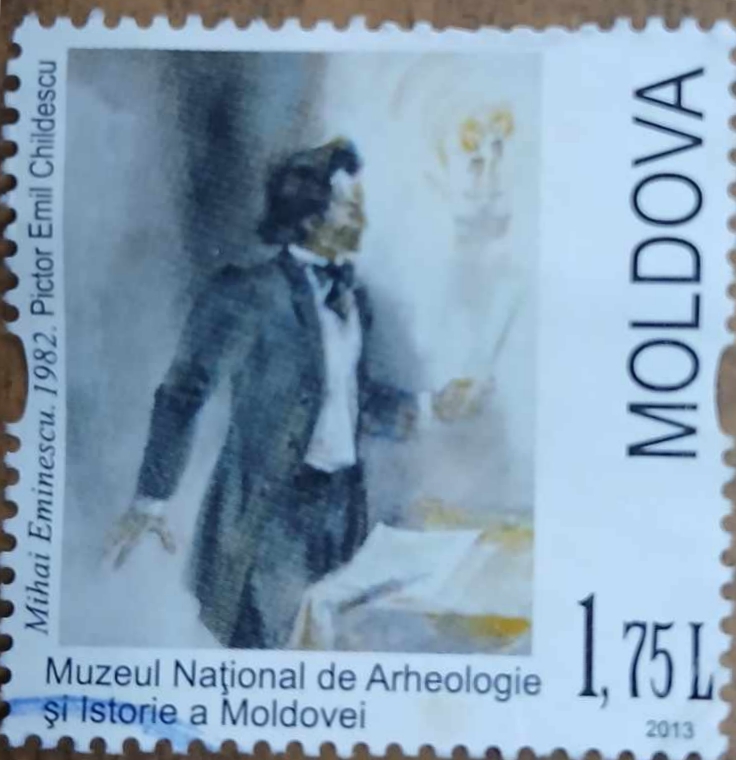 Mihai Eminescu. 1982. Pictor Emil Childescu
MOLDOVA
1,75 L
Muzeul Naţional de Arheologie
şi Istorie a Moldovei
2013